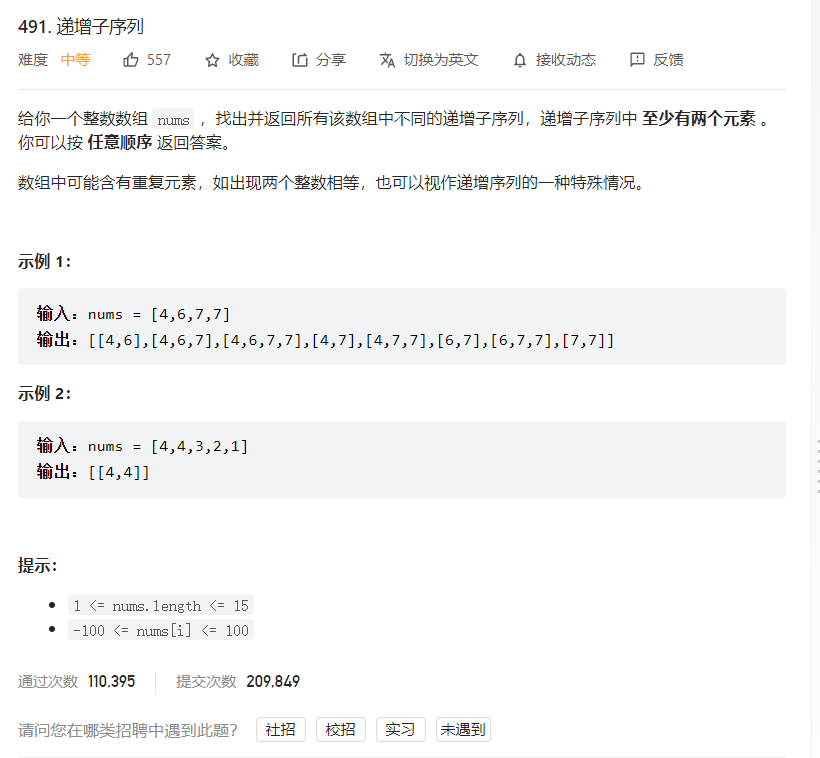 491. 递增子序列
难度 中等 557 收藏 分享 切换为英文 接收动态 反馈
给你一个整数数组 nums ，找出并返回所有该数组中不同的递增子序列，递增子序列中 至少有两个元素 。
你可以按 任意顺序 返回答案。
数组中可能含有重复元素，如出现两个整数相等，也可以视作递增序列的一种特殊情况。
示例 1：
输入：nums = [4,6,7,7]
输出：[[4,6],[4,6,7],[4,6,7,7],[4,7],[4,7,7],[6,7],[6,7,7],[7,7]]
示例 2：
输入：nums = [4,4,3,2,1]
输出：[[4,4]]
提示：
1 <= nums.length <= 15
-100 <= nums[i] <= 100
通过次数 110,395 提交次数 209,849
请问您在哪类招聘中遇到此题？ 社招 校招 实习 未遇到